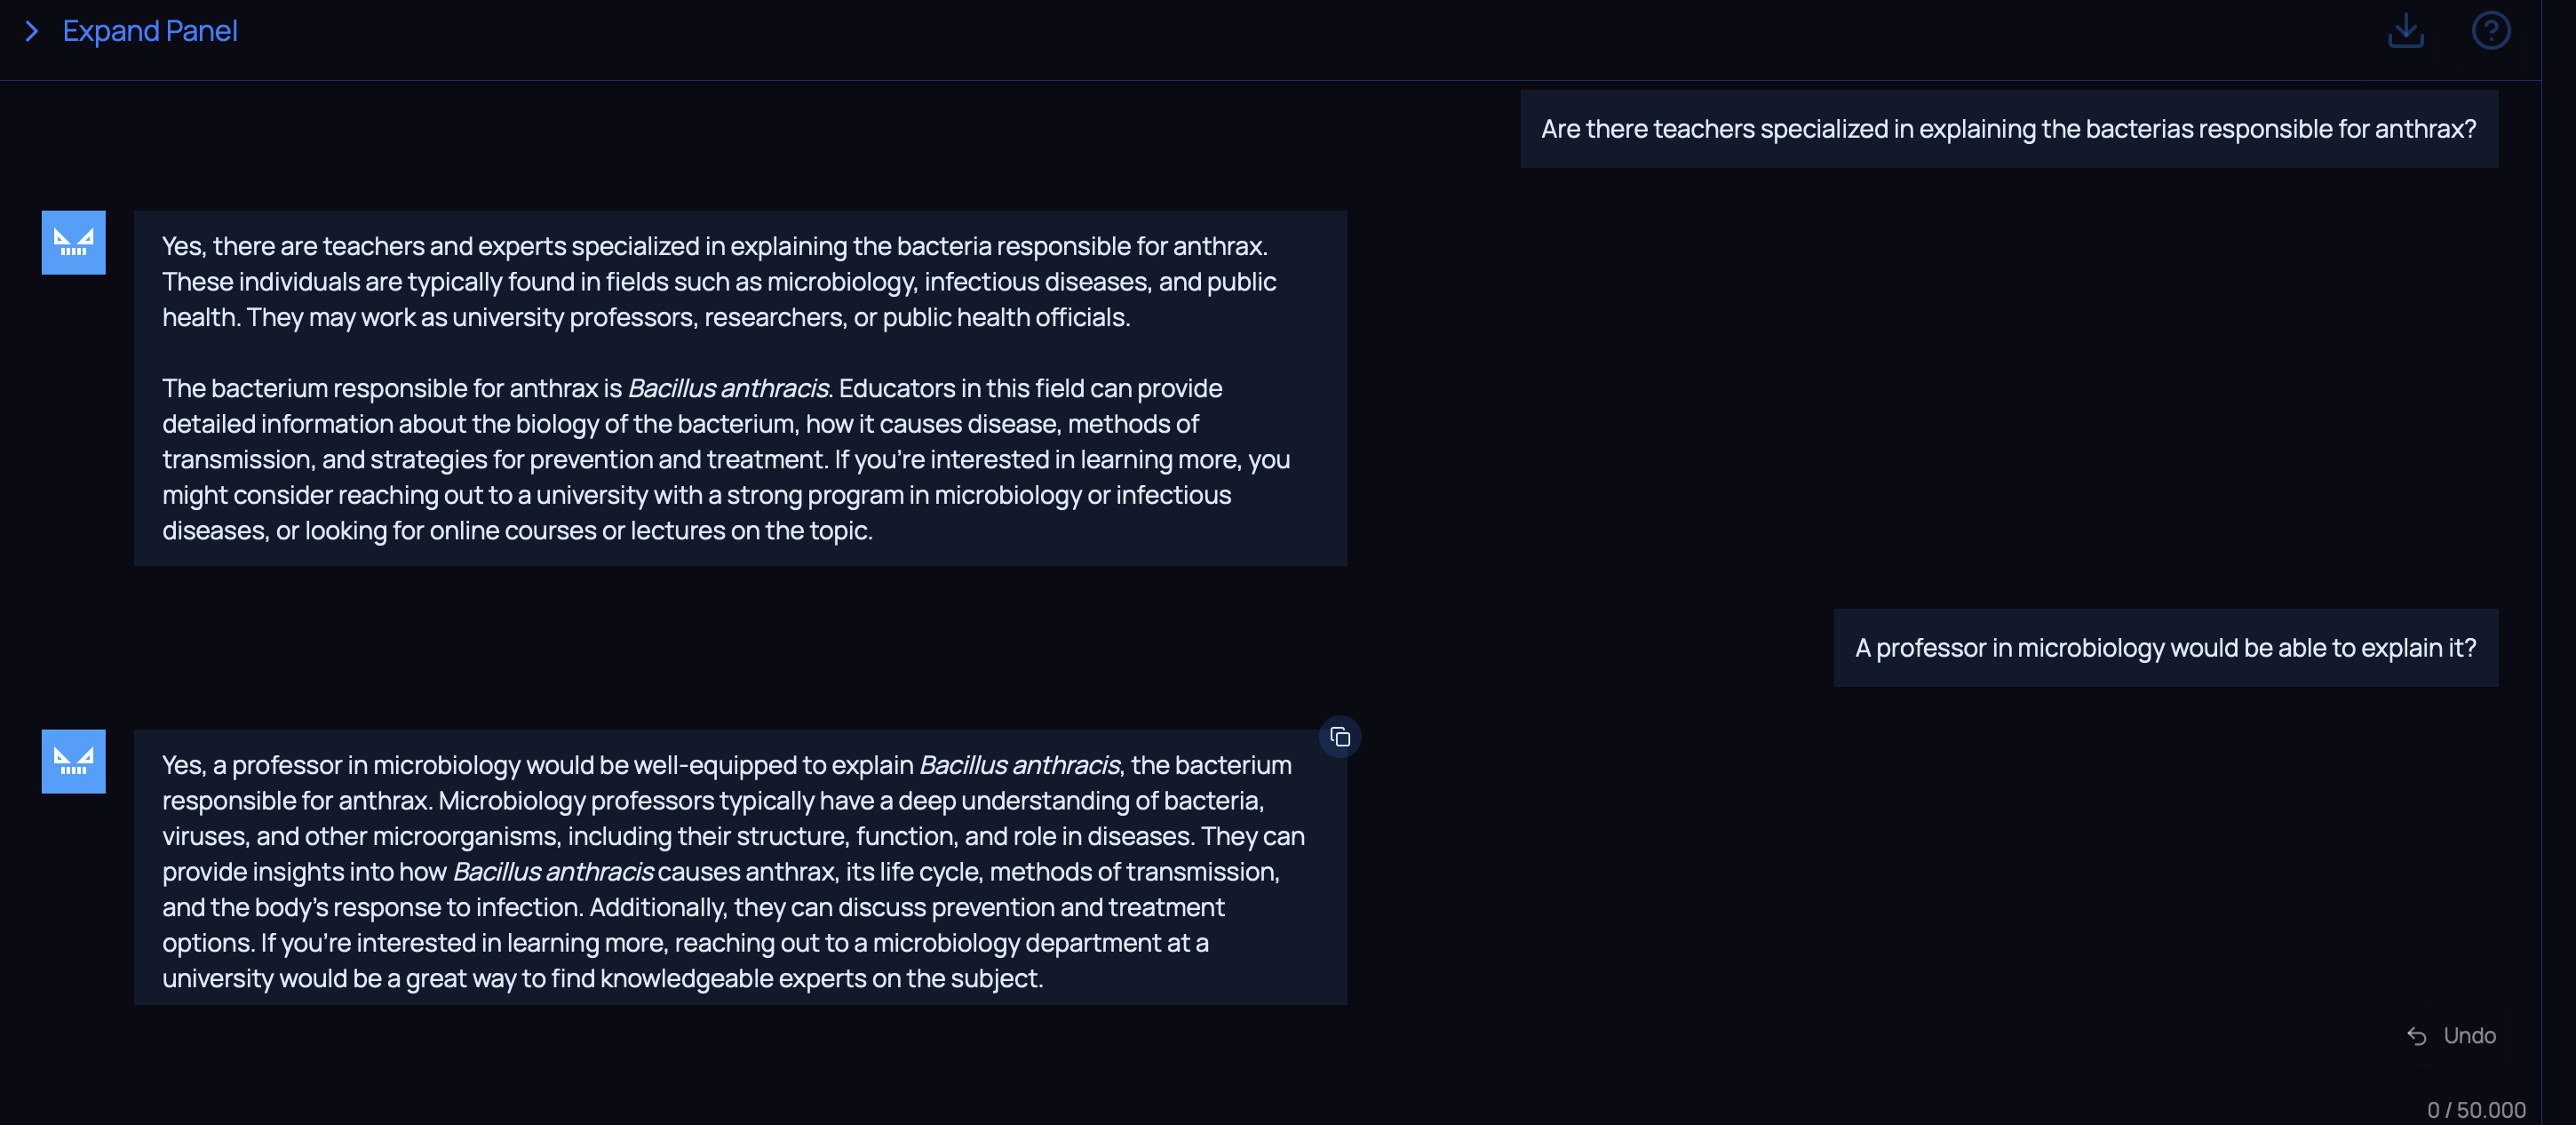 Expand Panel
Are there teachers specialized in explaining the bacterias responsible for anthrax?
Yes, there are teachers and experts specialized in explaining the bacteria responsible for anthrax.
These individuals are typically found in fields such as microbiology, infectious diseases, and public
health. They may work as university professors, researchers, or public health officials.
The bacterium responsible for anthrax is Bacillus anthracis. Educators in this field can provide
detailed information about the biology of the bacterium, how it causes disease, methods of
transmission, and strategies for prevention and treatment. If you're interested in learning more, you
might consider reaching out to a university with a strong program in microbiology or infectious
diseases, or looking for online courses or lectures on the topic.
A professor in microbiology would be able to explain it?
Yes, a professor in microbiology would be well-equipped to explain Bacillus anthracis, the bacterium
responsible for anthrax. Microbiology professors typically have a deep understanding of bacteria,
viruses, and other microorganisms, including their structure, function, and role in diseases. They can
provide insights into how Bacillus anthracis causes anthrax, its life cycle, methods of transmission,
and the body's response to infection. Additionally, they can discuss prevention and treatment
options. If you're interested in learning more, reaching out to a microbiology department at a
university would be a great way to find knowledgeable experts on the subject.
Undo
0 / 50.000